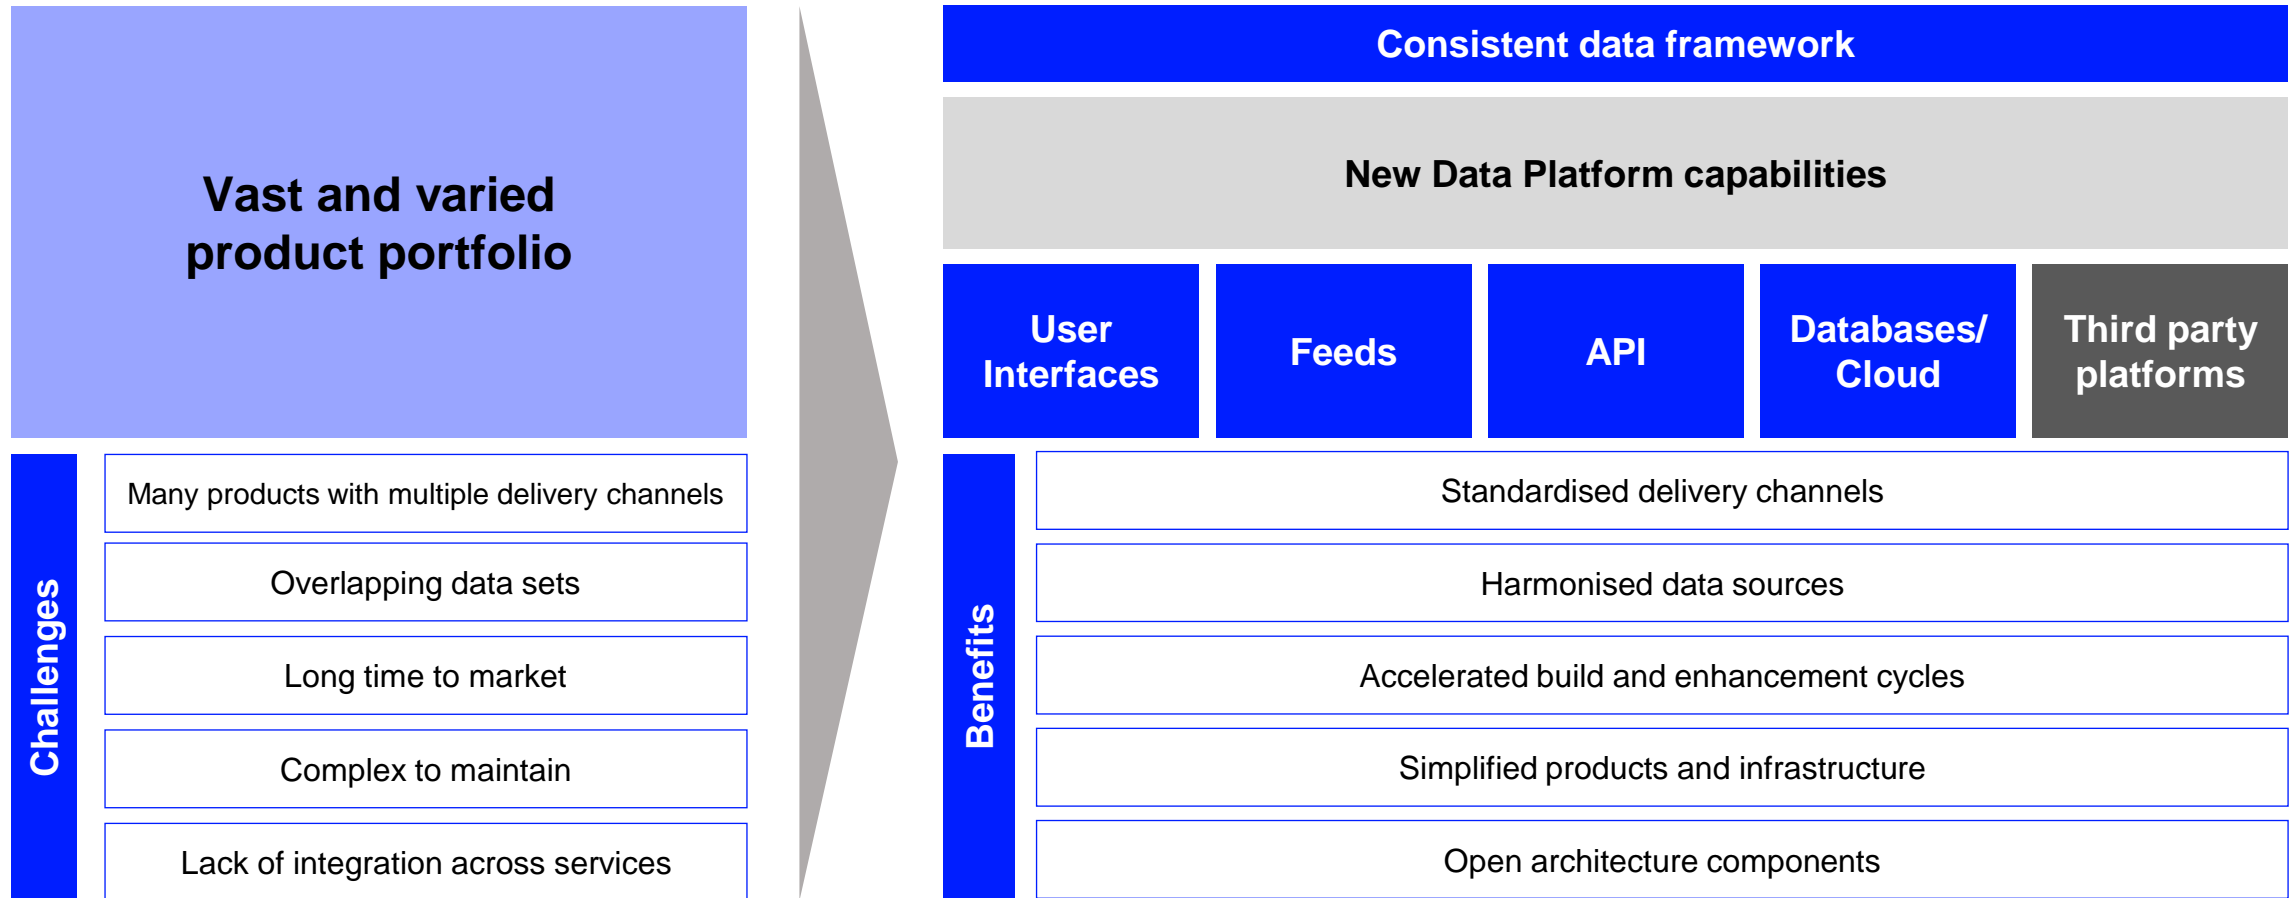 Vast and varied
product portfolio
Challenges
Many products with multiple delivery channels
Overlapping data sets
Long time to market
Complex to maintain
Lack of integration across services
Consistent data framework
New Data Platform capabilities
User
Interfaces
Feeds
API
Databases/
Cloud
Third party
platforms
Benefits
Standardised delivery channels
Harmonised data sources
Accelerated build and enhancement cycles
Simplified products and infrastructure
Open architecture components